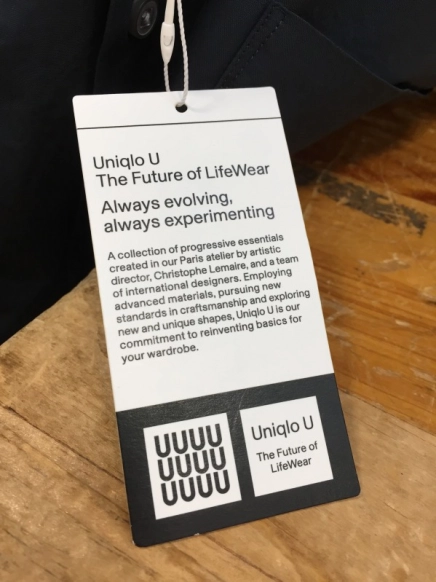 Uniqlo U
The Future of LifeWear
Always evolving,
always experimenting
A collection of progressive essentials
created in our Paris atelier by artistic
director, Christophe Lemaire, and a team
of international designers. Employing
advanced materials, pursuing new
standards in craftsmanship and exploring
new and unique shapes, Uniqlo U is our
commitment to reinventing basics for
your wardrobe.
UUUU
UUUU
UUUU
Uniqlo U
The Future of
LifeWear